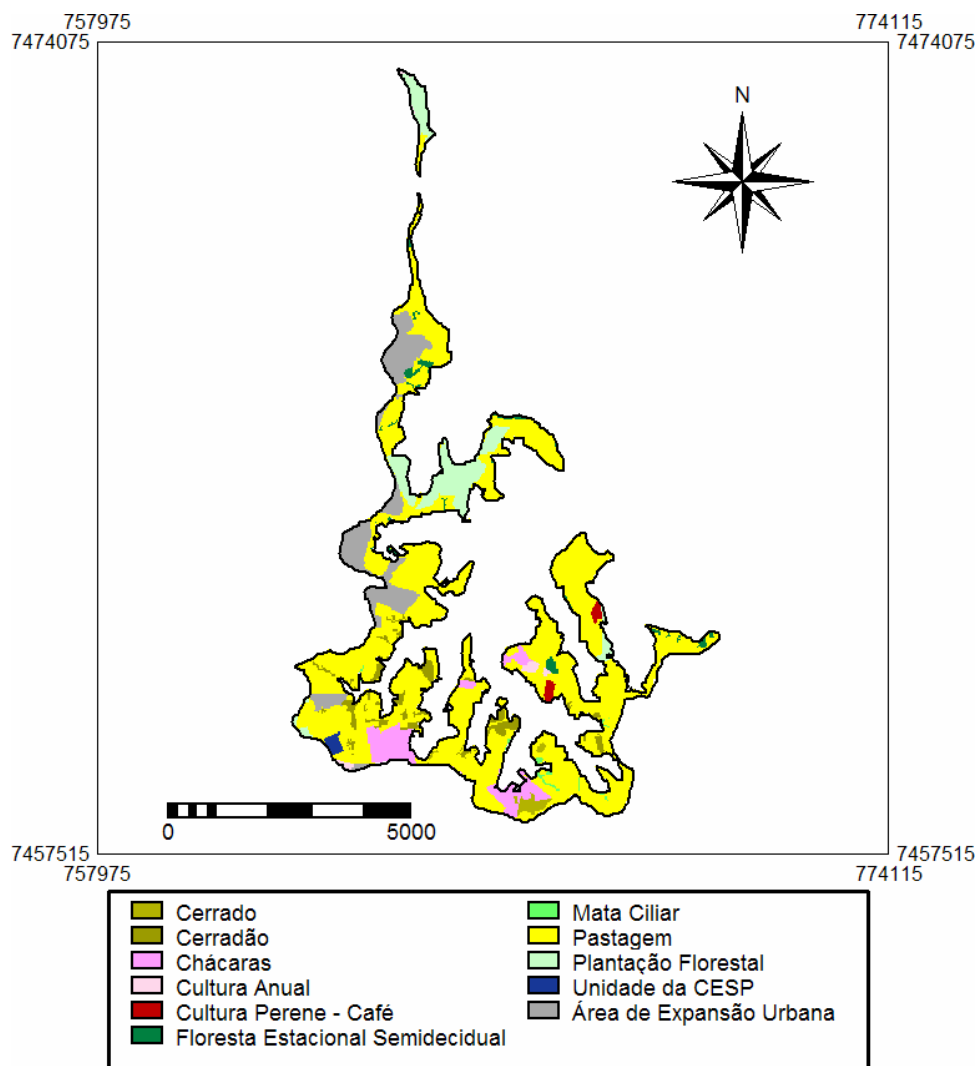 757975 774115
7474075 7474075
N
0 5000
7457515 7457515
757975 774115
Cerrado
Cerradão
Chácaras
Cultura Anual
Cultura Perene - Café
Floresta Estacional Semidecidual
Mata Ciliar
Pastagem
Plantação Florestal
Unidade da CESP
Área de Expansão Urbana